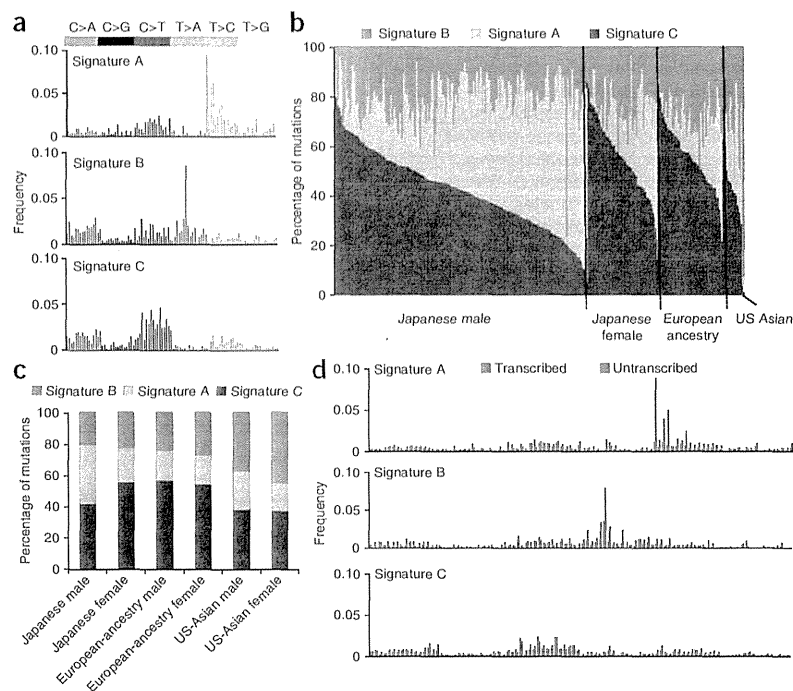 a
C>A C>G C>T T>A T>C T>G
Signature A
0.10
0.05
0
Signature B
0.10
0.05
0
Signature C
0.10
0.05
0
Frequency
b
Signature B Signature A Signature C
Percentage of mutations
100
80
60
40
20
0
Japanese male
Japanese female
European ancestry
US Asian
c
Signature B Signature A Signature C
Percentage of mutations
100
80
60
40
20
0
Japanese male
Japanese female
European-ancestry male
European-ancestry female
US-Asian male
US-Asian female
d
Signature A Transcribed Untranscribed
0.10
0.05
0
Signature B
0.10
0.05
0
Signature C
0.10
0.05
0
Frequency